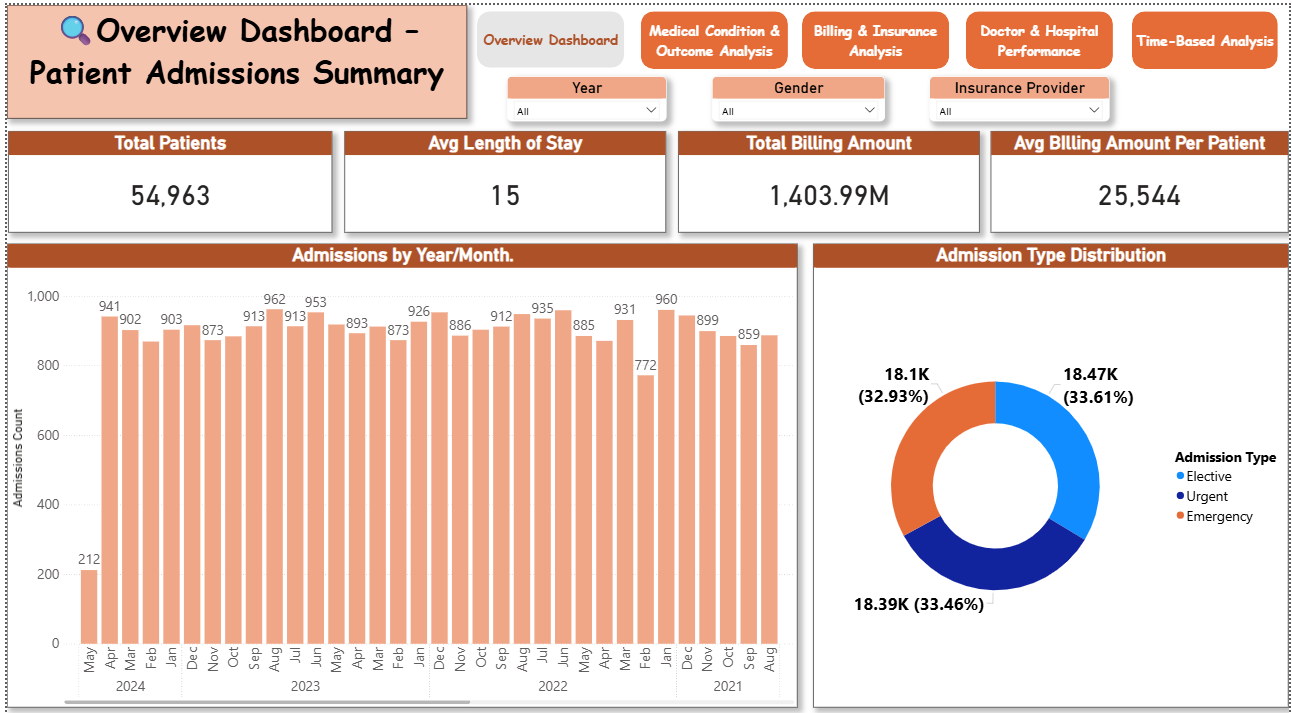 🔍Overview Dashboard –
Patient Admissions Summary
Overview Dashboard
Medical Condition &
Outcome Analysis
Billing & Insurance
Analysis
Doctor & Hospital
Performance
Time-Based Analysis
Year
All
Gender
All
Insurance Provider
All
Total Patients
54,963
Avg Length of Stay
15
Total Billing Amount
1,403.99M
Avg BIlling Amount Per Patient
25,544
Admissions by Year/Month.
Admissions Count
1,000
800
600
400
200
0
212
941
902
903
873
913
962
913
953
893
873
926
886
912
935
885
931
772
960
899
859
May
Apr
Mar
Feb
Jan
Dec
Nov
Oct
Sep
Aug
Jul
Jun
May
Apr
Mar
Feb
Jan
Dec
Nov
Oct
Sep
Aug
Jul
Jun
May
Apr
Mar
Feb
Jan
Dec
Nov
Oct
Sep
Aug
2024
2023
2022
2021
Admission Type Distribution
18.1K
(32.93%)
18.47K
(33.61%)
18.39K (33.46%)
Admission Type
Elective
Urgent
Emergency